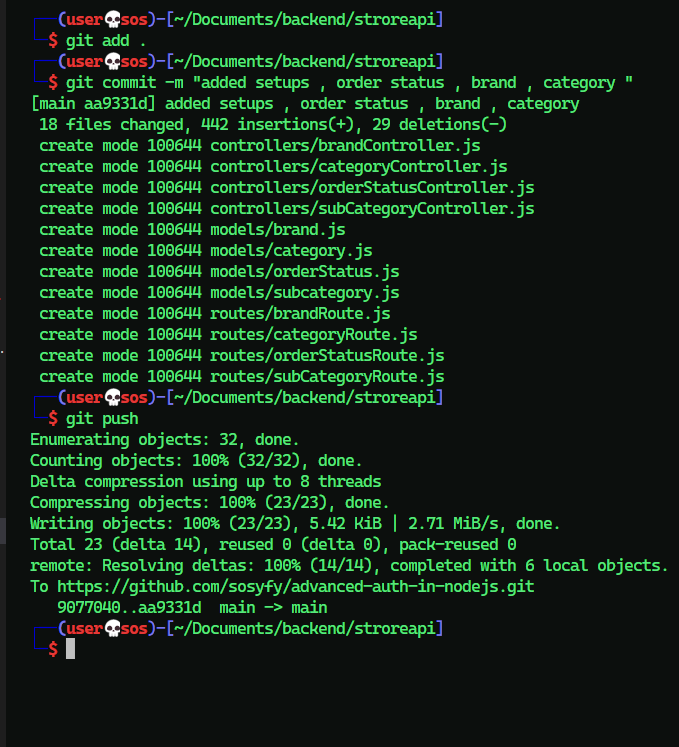 ┌──(user💀sos)-[~/Documents/backend/stroreapi]
└─$ git add .
┌──(user💀sos)-[~/Documents/backend/stroreapi]
└─$ git commit -m "added setups , order status , brand , category "
[main aa9331d] added setups , order status , brand , category
 18 files changed, 442 insertions(+), 29 deletions(-)
 create mode 100644 controllers/brandController.js
 create mode 100644 controllers/categoryController.js
 create mode 100644 controllers/orderStatusController.js
 create mode 100644 controllers/subCategoryController.js
 create mode 100644 models/brand.js
 create mode 100644 models/category.js
 create mode 100644 models/orderStatus.js
 create mode 100644 models/subcategory.js
 create mode 100644 routes/brandRoute.js
 create mode 100644 routes/categoryRoute.js
 create mode 100644 routes/orderStatusRoute.js
 create mode 100644 routes/subCategoryRoute.js
┌──(user💀sos)-[~/Documents/backend/stroreapi]
└─$ git push
Enumerating objects: 32, done.
Counting objects: 100% (32/32), done.
Delta compression using up to 8 threads
Compressing objects: 100% (23/23), done.
Writing objects: 100% (23/23), 5.42 KiB | 2.71 MiB/s, done.
Total 23 (delta 14), reused 0 (delta 0), pack-reused 0
remote: Resolving deltas: 100% (14/14), completed with 6 local objects.
To https://github.com/sosyfy/advanced-auth-in-nodejs.git
   9077040..aa9331d  main -> main
┌──(user💀sos)-[~/Documents/backend/stroreapi]
└─$